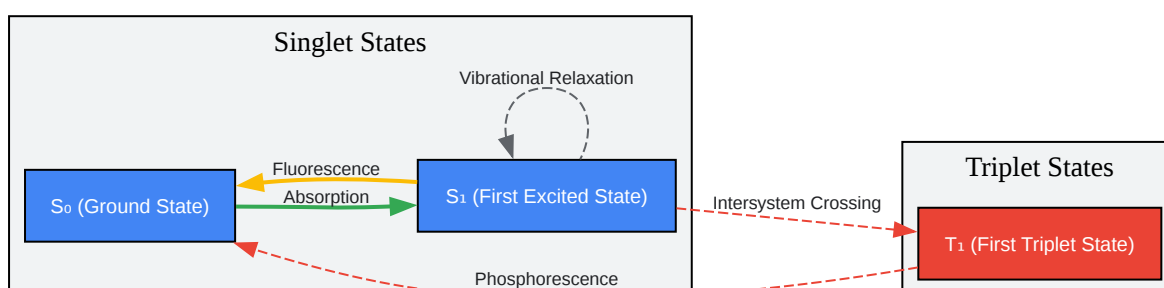 Singlet States
Vibrational Relaxation
Fluorescence
Absorption
S₀ (Ground State)
S₁ (First Excited State)
Intersystem Crossing
Triplet States
T₁ (First Triplet State)
Phosphorescence